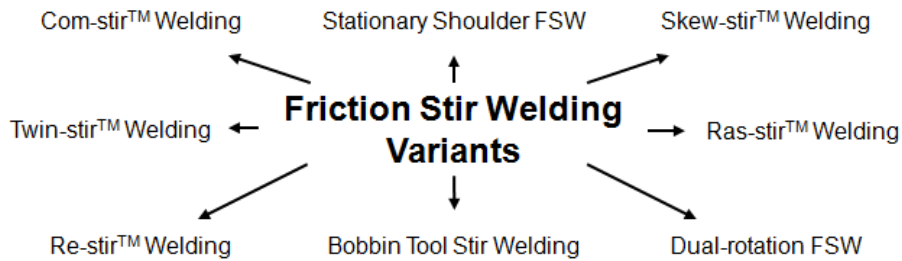 Com-stir™ Welding
Stationary Shoulder FSW
Skew-stir™ Welding
Friction Stir Welding
Variants
Twin-stir™ Welding
Ras-stir™ Welding
Re-stir™ Welding
Bobbin Tool Stir Welding
Dual-rotation FSW